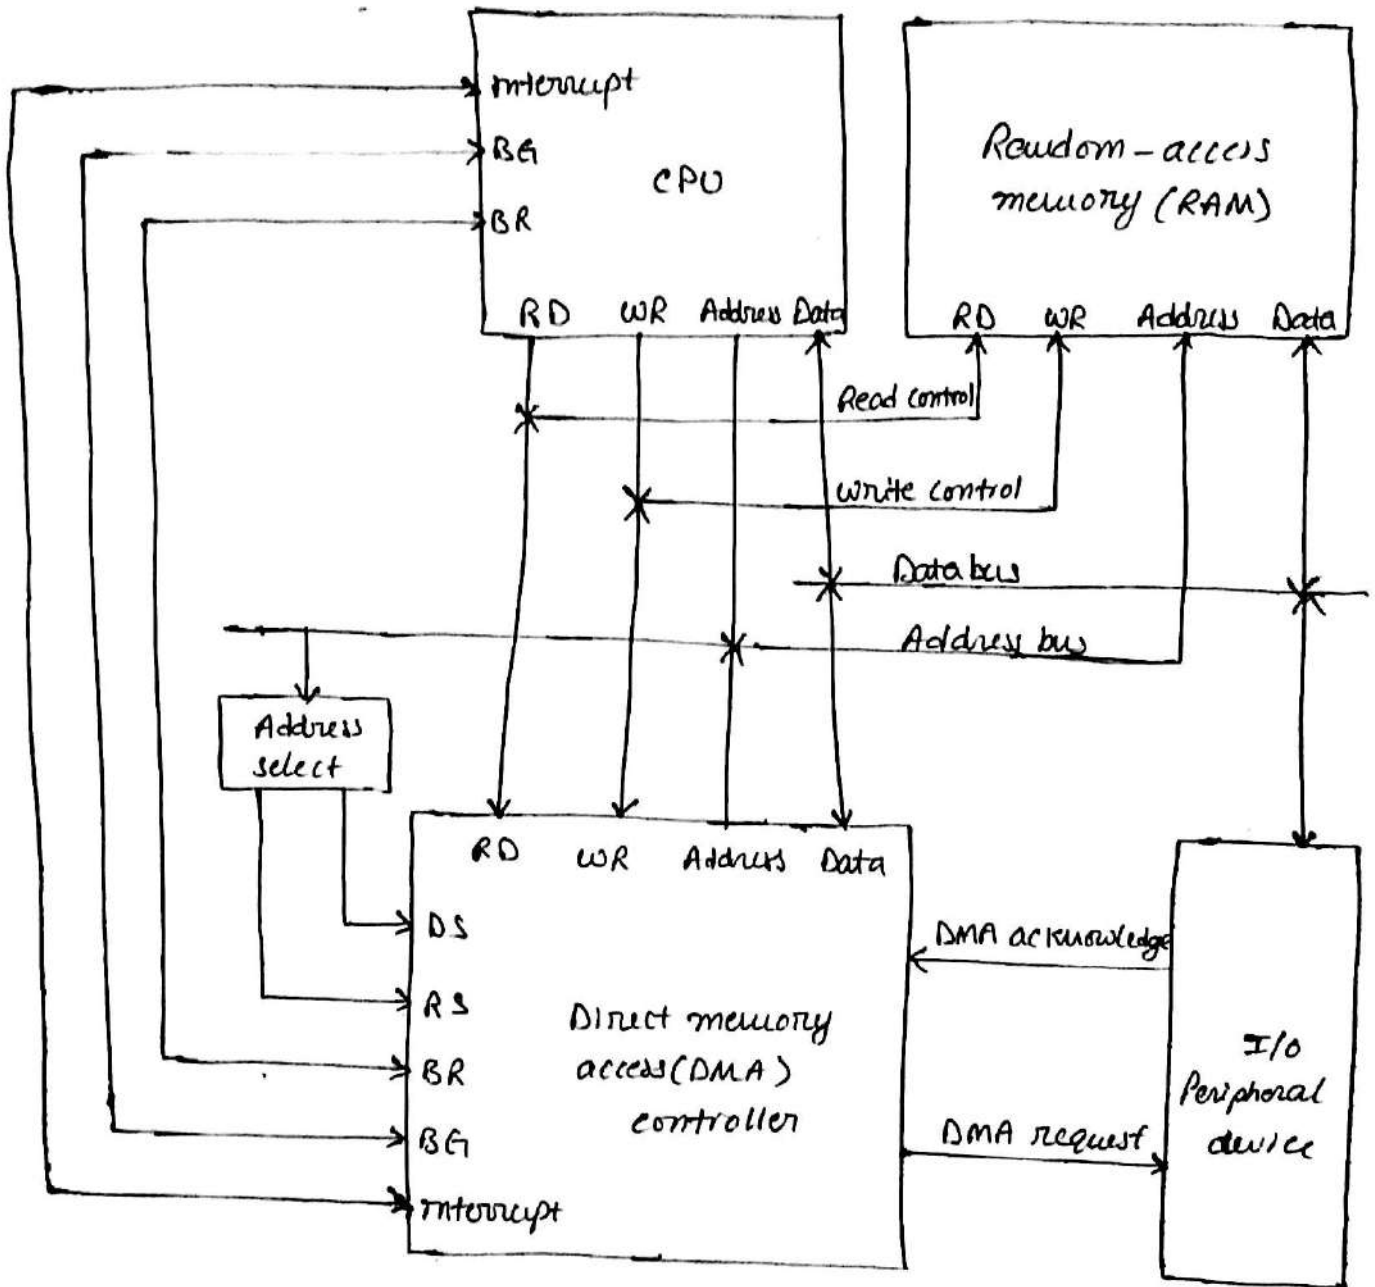 Interrupt
BG
CPU
BR
RD WR Address Data
Random-access
memory (RAM)
RD WR Address Data
Read control
Write control
Data bus
Address bus
Address
select
RD WR Address Data
DS
RS
BR
BG
Interrupt
Direct memory
access(DMA)
controller
DMA acknowledge
DMA request
I/O
Peripheral
device